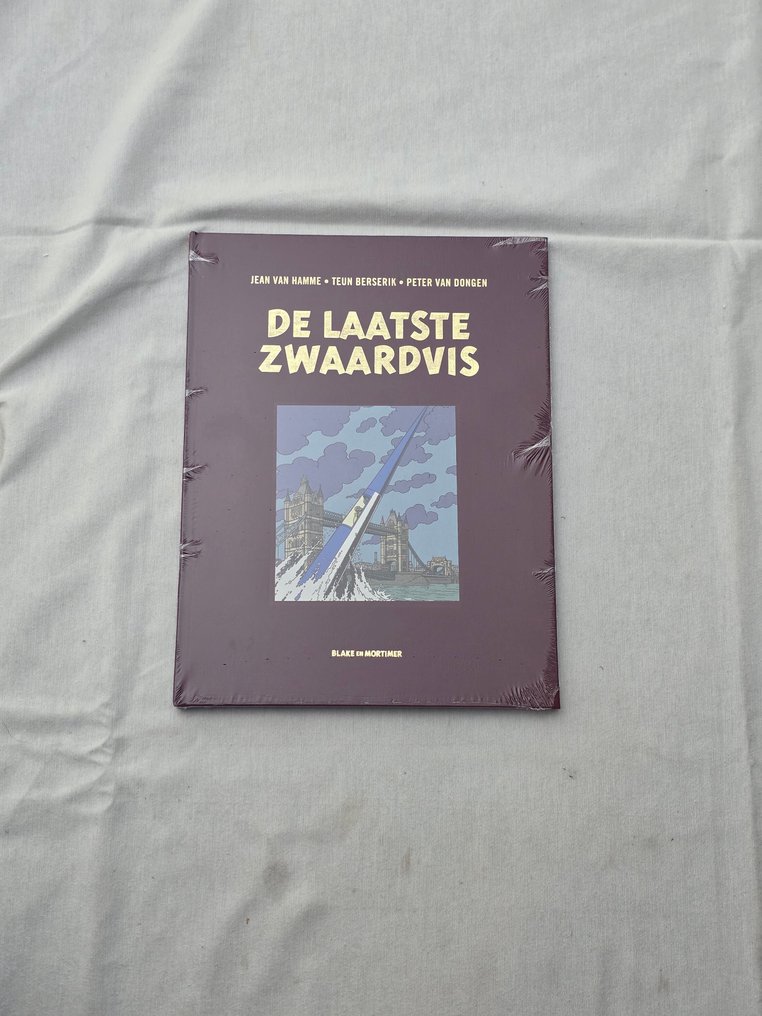 JEAN VAN HAMME • TEUN BERSERIK • PETER VAN DONGEN
DE LAATSTE
ZWAARDVIS
BLAKE EN MORTIMER